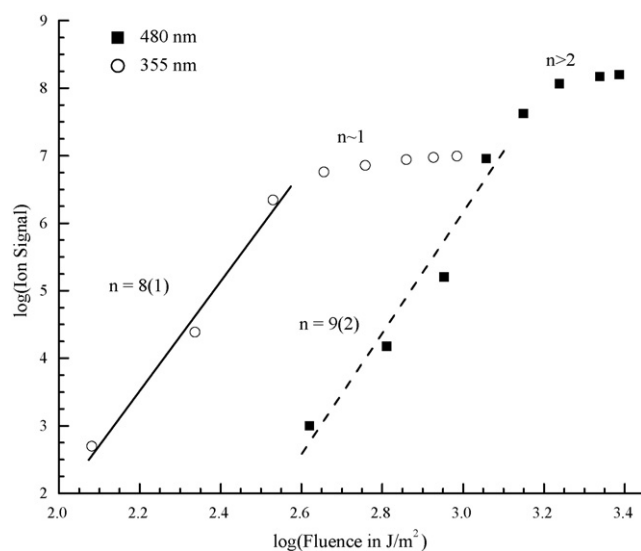 9
480 nm
355 nm
n>2
8
n~1
7
6
n = 8(1)
5
n = 9(2)
4
3
2
2.0 2.2 2.4 2.6 2.8 3.0 3.2 3.4
log(Ion Signal)
log(Fluence in J/m²)